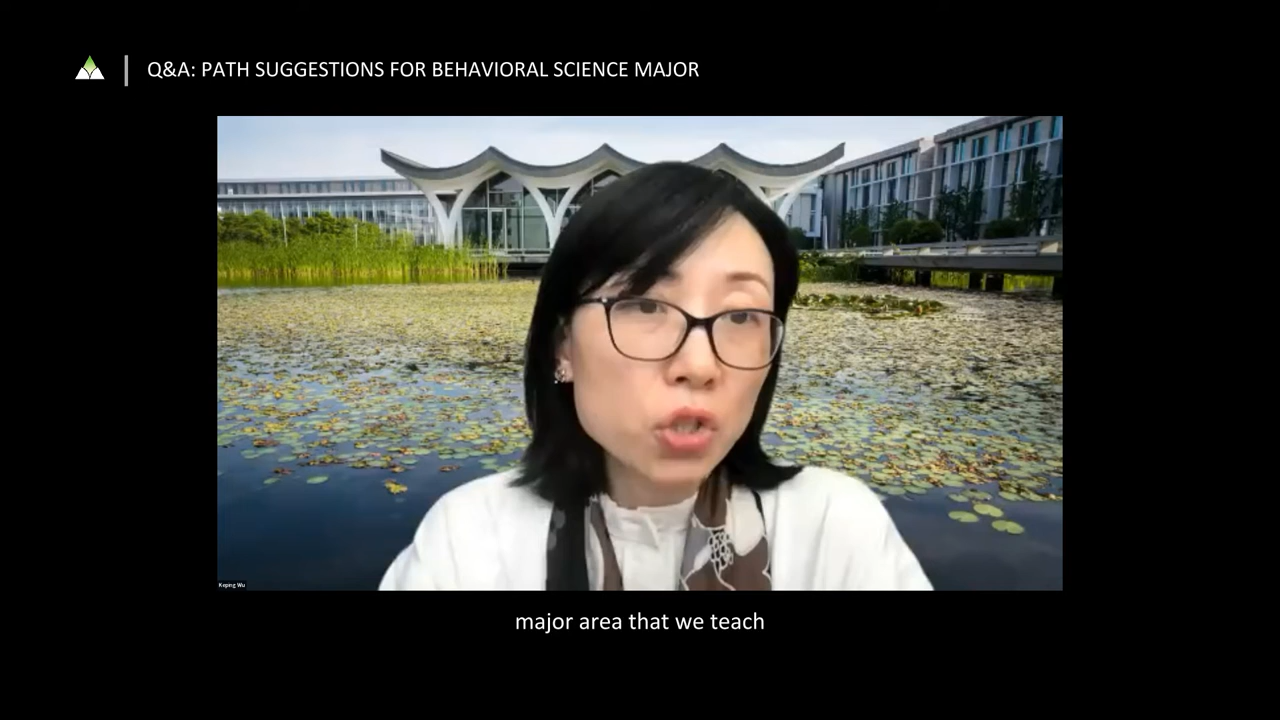 Q&A: PATH SUGGESTIONS FOR BEHAVIORAL SCIENCE MAJOR
Keping Wu
major area that we teach